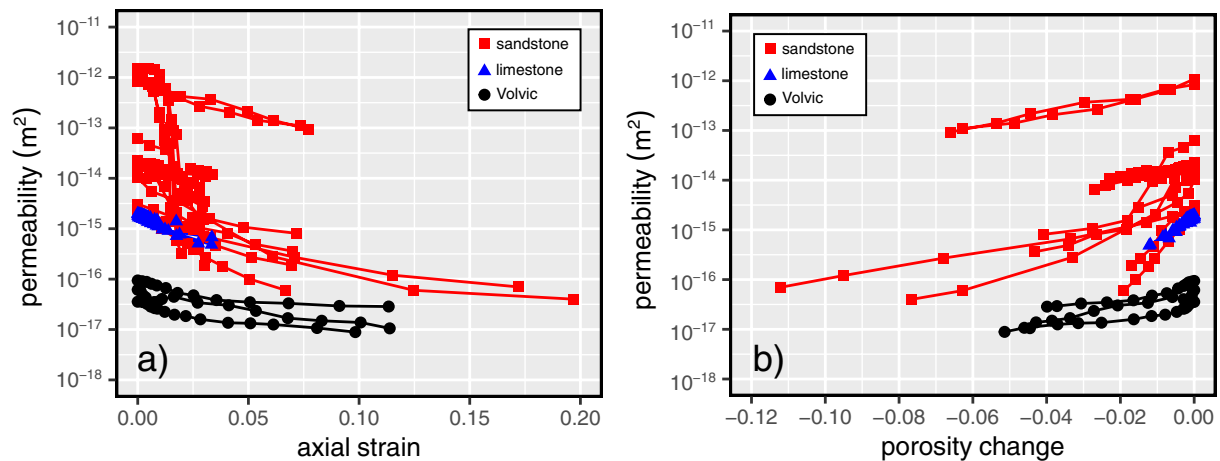 permeability (m²)
10⁻¹¹
10⁻¹²
10⁻¹³
10⁻¹⁴
10⁻¹⁵
10⁻¹⁶
10⁻¹⁷
10⁻¹⁸
sandstone
limestone
Volvic
a)
0.00 0.05 0.10 0.15 0.20
axial strain
permeability (m²)
10⁻¹¹
10⁻¹²
10⁻¹³
10⁻¹⁴
10⁻¹⁵
10⁻¹⁶
10⁻¹⁷
10⁻¹⁸
sandstone
limestone
Volvic
b)
−0.12 −0.10 −0.08 −0.06 −0.04 −0.02 0.00
porosity change